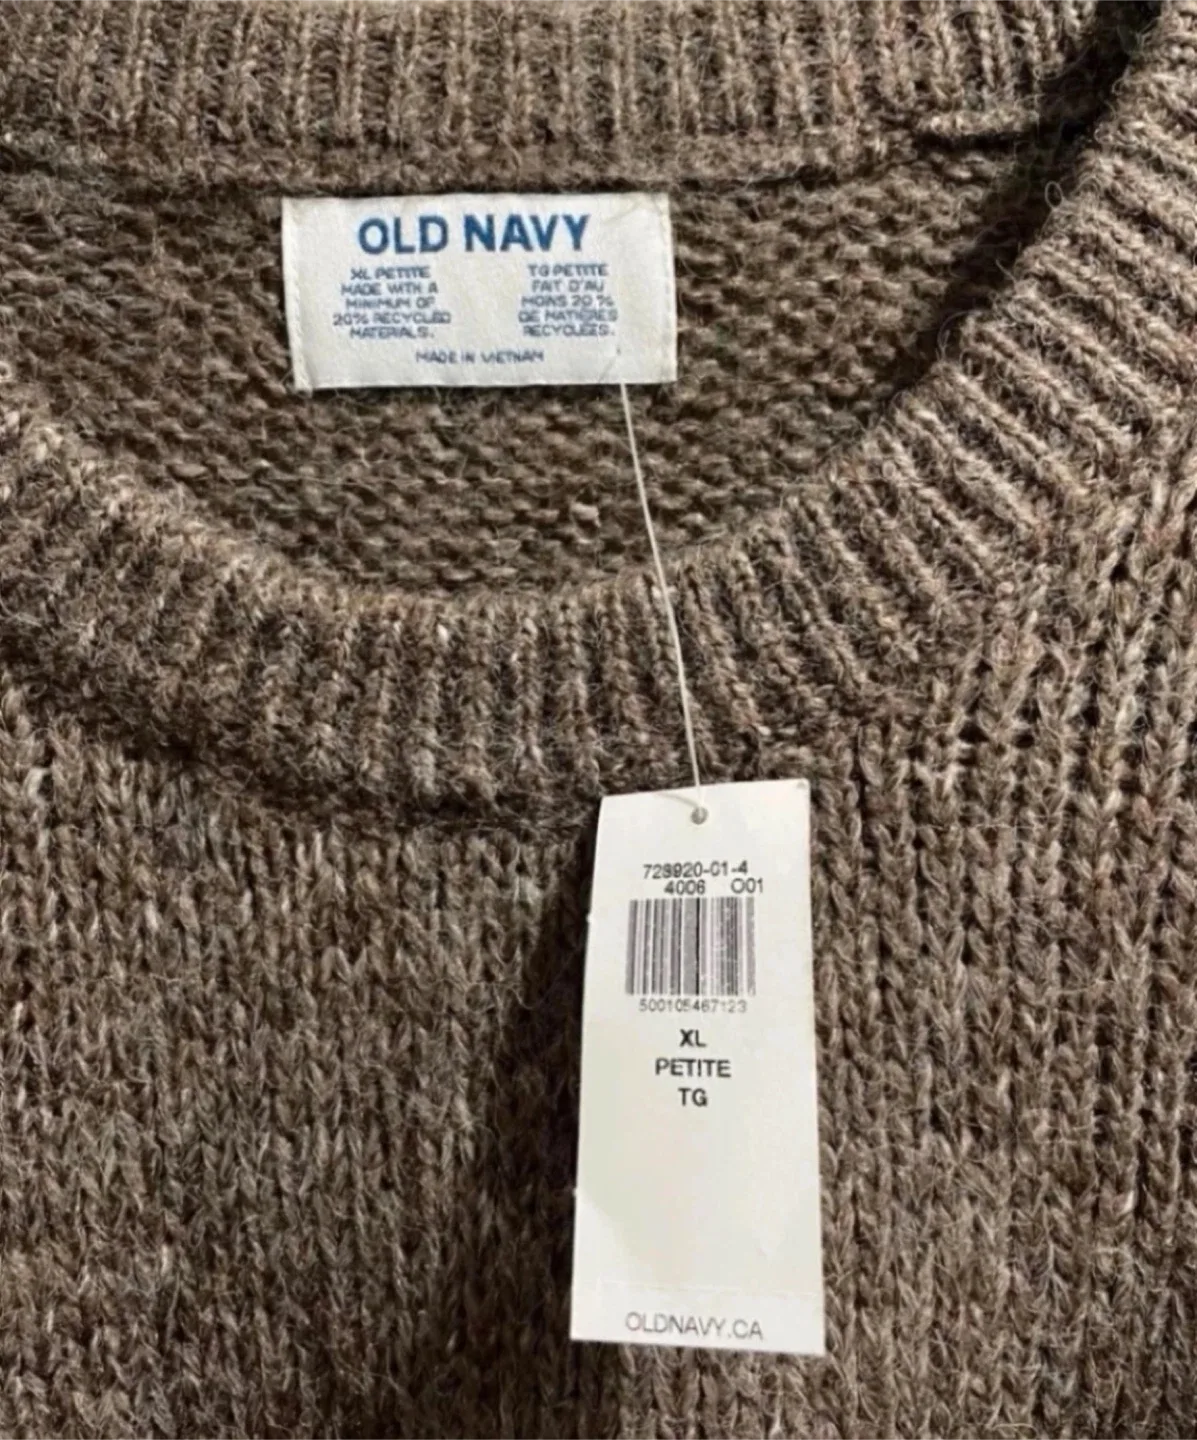 OLD NAVY
XL PETITE
MADE WITH A
MINIMUM OF
20% RECYCLED
MATERIALS.
TG PETITE
FAIT D'AU
MOINS 20 %
DE MATIÈRES
RECYCLÉES.
MADE IN VIETNAM
728920-01-4
4006 001
500105467123
XL
PETITE
TG
OLDNAVY.CA